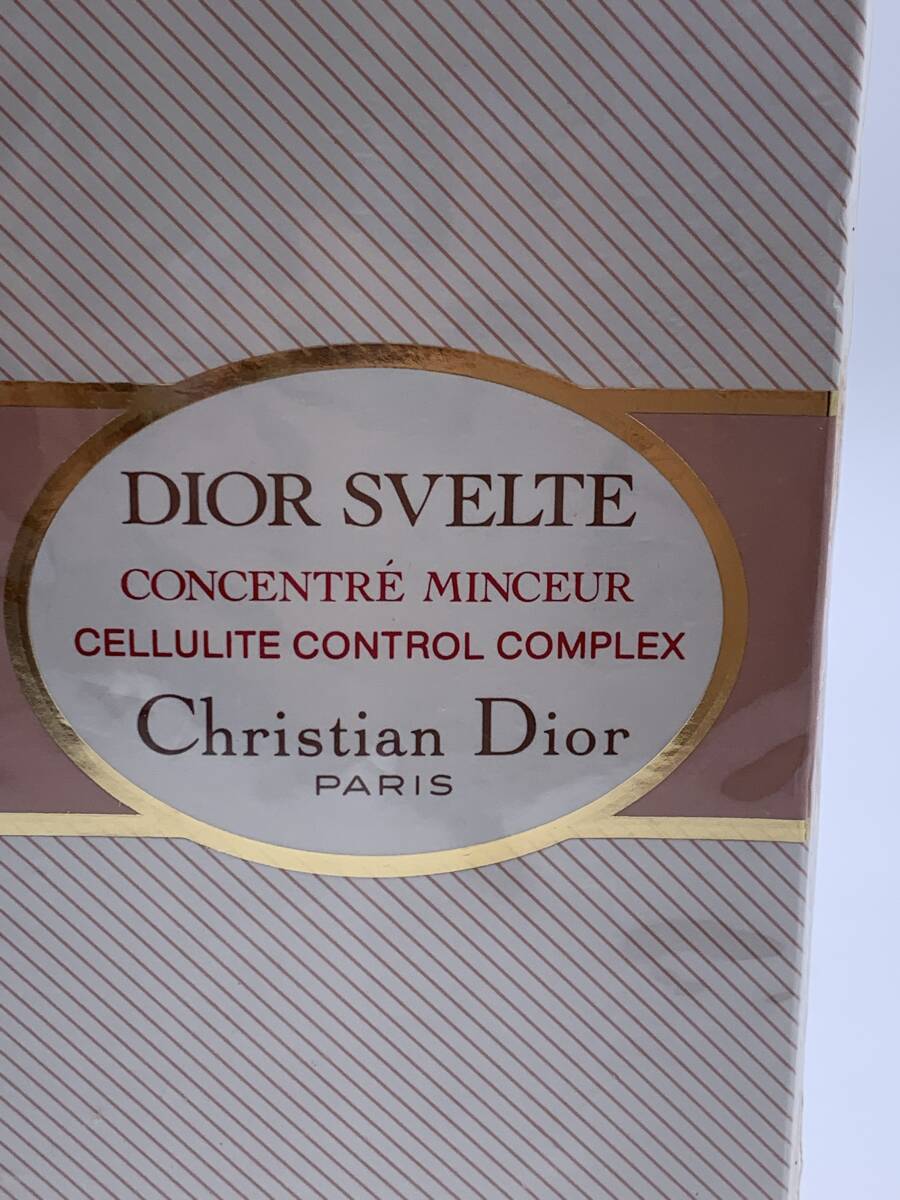 DIOR SVELTE
CONCENTRÉ MINCEUR
CELLULITE CONTROL COMPLEX
Christian Dior
PARIS